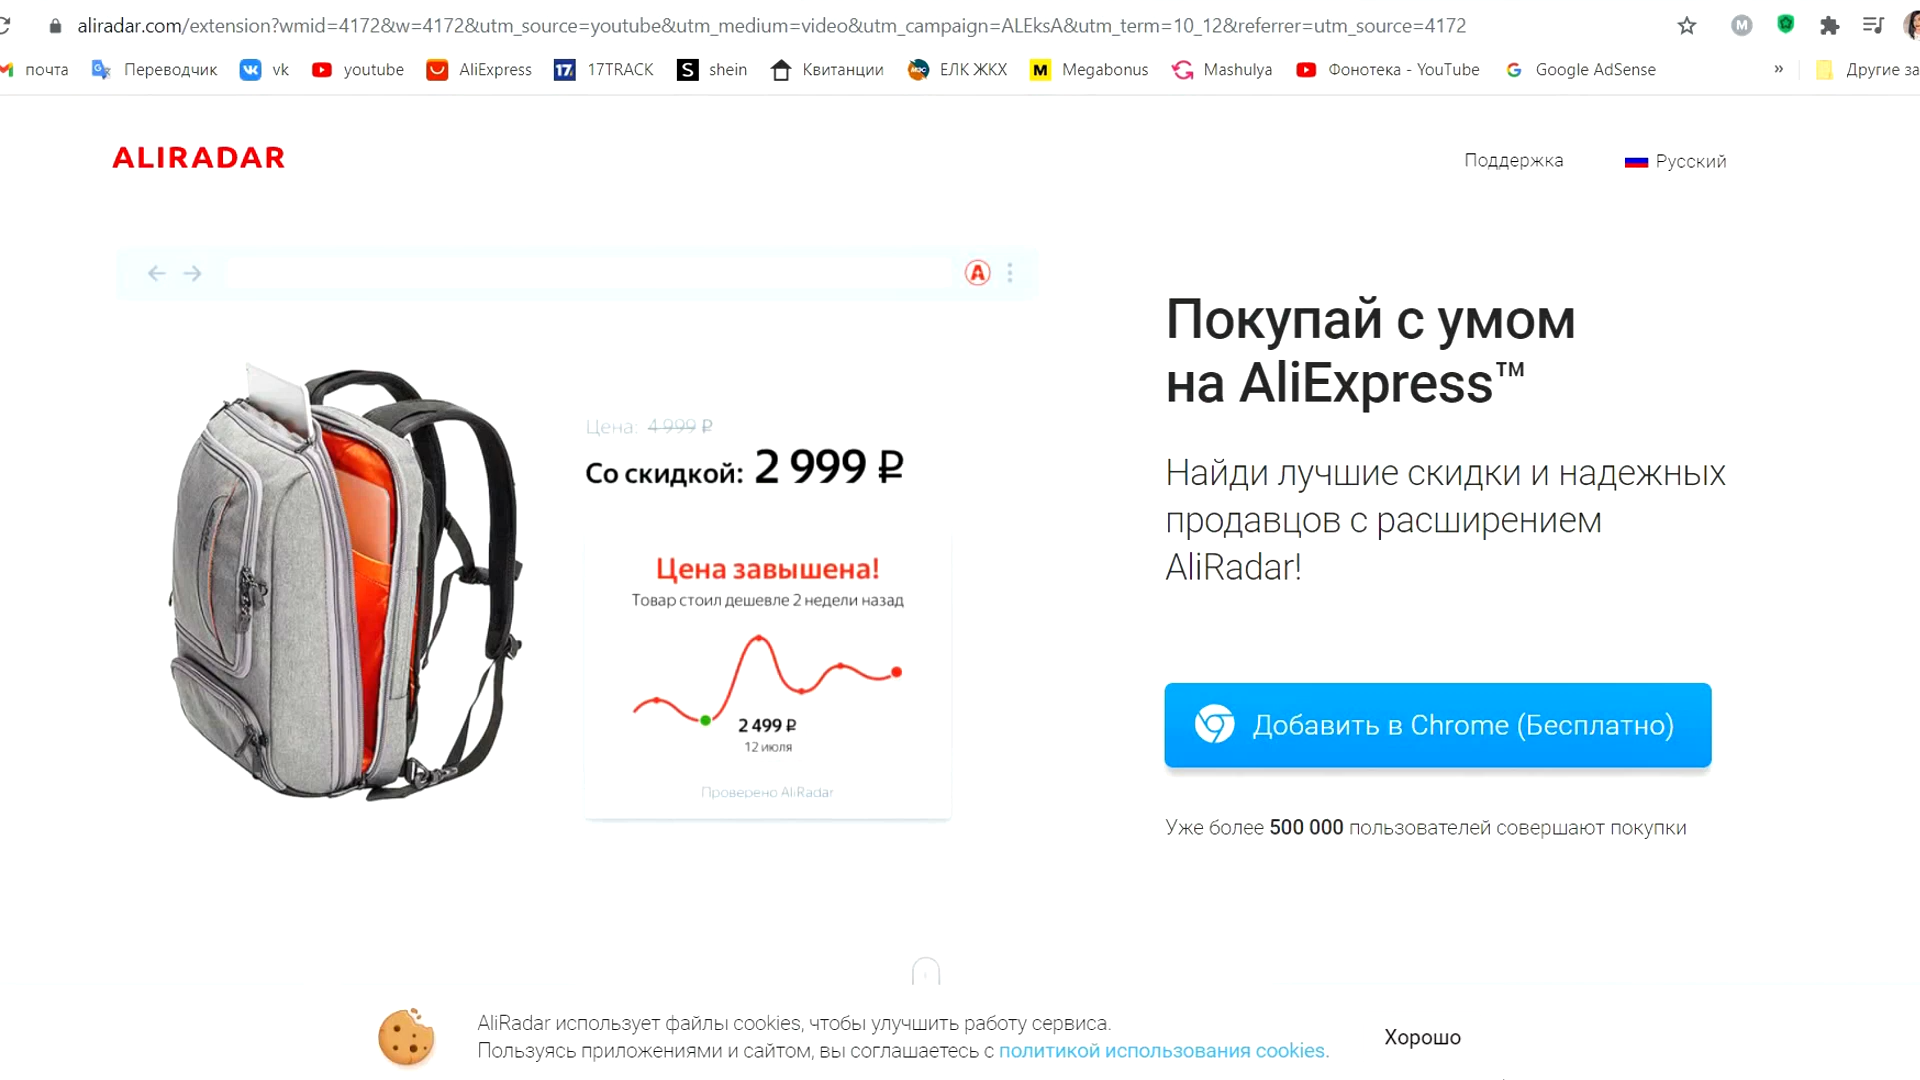 aliradar.com/extension?wmid=4172&w=4172&utm_source=youtube&utm_medium=video&utm_campaign=ALEksA&utm_term=10_12&referrer=utm_source=4172
M
почта Переводчик vk youtube AliExpress 17TRACK shein Квитанции ЕЛК ЖКХ Megabonus Mashulya Фонотека - YouTube Google AdSense » Другие за
ALIRADAR
Поддержка Русский
A
Покупай с умом
на AliExpress™
Цена: 4 999 ₽
Со скидкой: 2 999 ₽
Найди лучшие скидки и надежных
продавцов с расширением
AliRadar!
Цена завышена!
Товар стоил дешевле 2 недели назад
2 499 ₽
12 июля
Проверено AliRadar
Добавить в Chrome (Бесплатно)
Уже более 500 000 пользователей совершают покупки
AliRadar использует файлы cookies, чтобы улучшить работу сервиса.
Пользуясь приложениями и сайтом, вы соглашаетесь с политикой использования cookies.
Хорошо